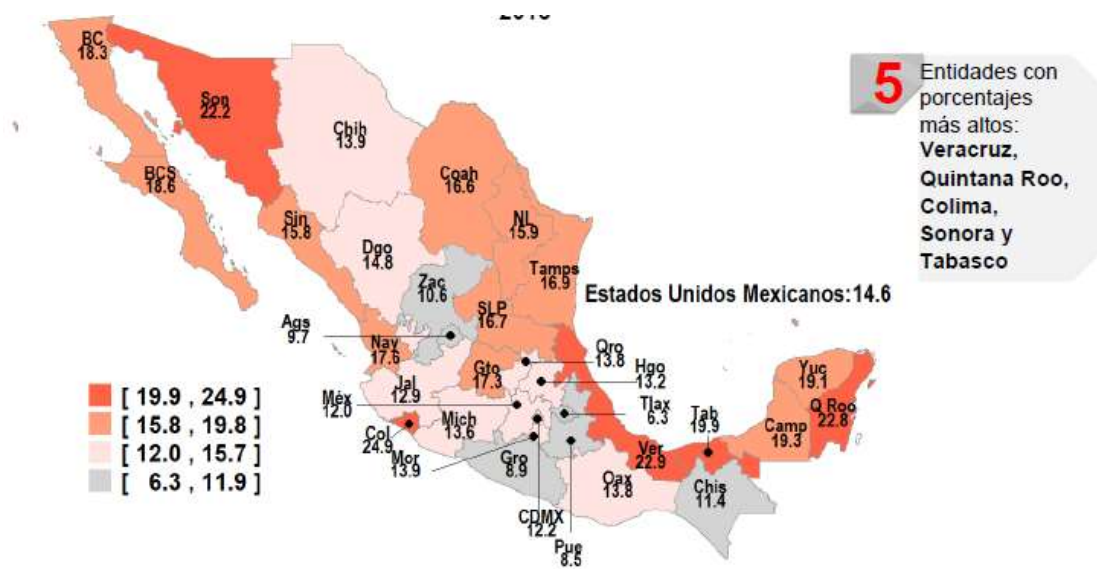 BC
18.3
Son
22.2
Chih
13.9
BCS
18.6
Coah
16.6
Sin
15.8
NL
15.9
Dgo
14.8
Tamps
16.9
Zac
10.6
Estados Unidos Mexicanos:14.6
SLP
16.7
Ags
9.7
Nay
17.6
Gto
17.3
Qro
13.8
Hgo
13.2
Jal
12.9
Méx
12.0
Mich
13.6
Tlax
6.3
Tab
19.9
Yuc
19.1
Q Roo
22.8
Camp
19.3
Col
24.9
Mor
13.9
Gro
8.9
Ver
22.9
Oax
13.8
Chis
11.4
CDMX
12.2
Pue
8.5
[ 19.9 , 24.9 ]
[ 15.8 , 19.8 ]
[ 12.0 , 15.7 ]
[ 6.3 , 11.9 ]
5
Entidades con
porcentajes
más altos:
Veracruz,
Quintana Roo,
Colima,
Sonora y
Tabasco